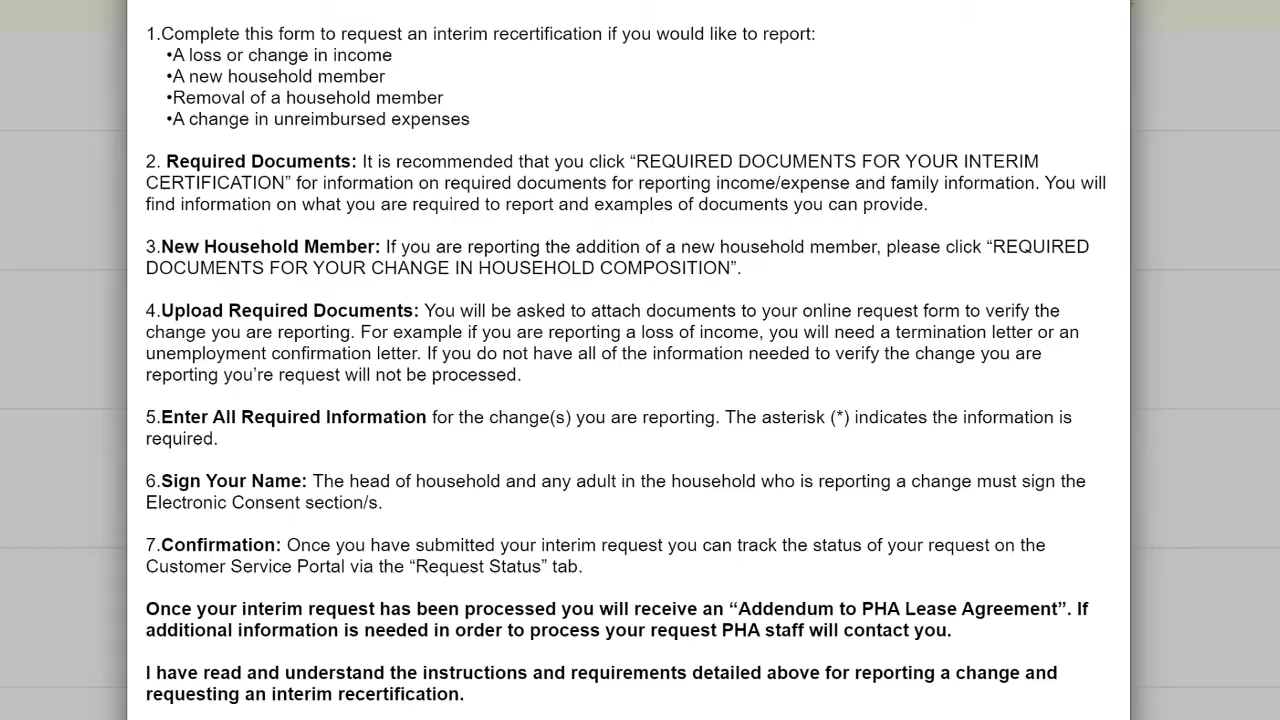 1.Complete this form to request an interim recertification if you would like to report:
•A loss or change in income
•A new household member
•Removal of a household member
•A change in unreimbursed expenses
2. Required Documents: It is recommended that you click “REQUIRED DOCUMENTS FOR YOUR INTERIM
CERTIFICATION” for information on required documents for reporting income/expense and family information. You will
find information on what you are required to report and examples of documents you can provide.
3.New Household Member: If you are reporting the addition of a new household member, please click “REQUIRED
DOCUMENTS FOR YOUR CHANGE IN HOUSEHOLD COMPOSITION”.
4.Upload Required Documents: You will be asked to attach documents to your online request form to verify the
change you are reporting. For example if you are reporting a loss of income, you will need a termination letter or an
unemployment confirmation letter. If you do not have all of the information needed to verify the change you are
reporting you’re request will not be processed.
5.Enter All Required Information for the change(s) you are reporting. The asterisk (*) indicates the information is
required.
6.Sign Your Name: The head of household and any adult in the household who is reporting a change must sign the
Electronic Consent section/s.
7.Confirmation: Once you have submitted your interim request you can track the status of your request on the
Customer Service Portal via the “Request Status” tab.
Once your interim request has been processed you will receive an “Addendum to PHA Lease Agreement”. If
additional information is needed in order to process your request PHA staff will contact you.
I have read and understand the instructions and requirements detailed above for reporting a change and
requesting an interim recertification.